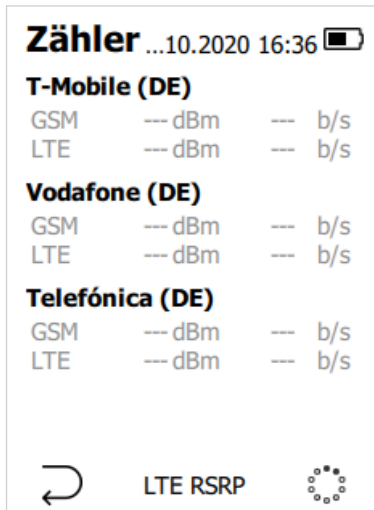 Zähler ...10.2020 16:36
T-Mobile (DE)
GSM --- dBm --- b/s
LTE --- dBm --- b/s
Vodafone (DE)
GSM --- dBm --- b/s
LTE --- dBm --- b/s
Telefónica (DE)
GSM --- dBm --- b/s
LTE --- dBm --- b/s
LTE RSRP